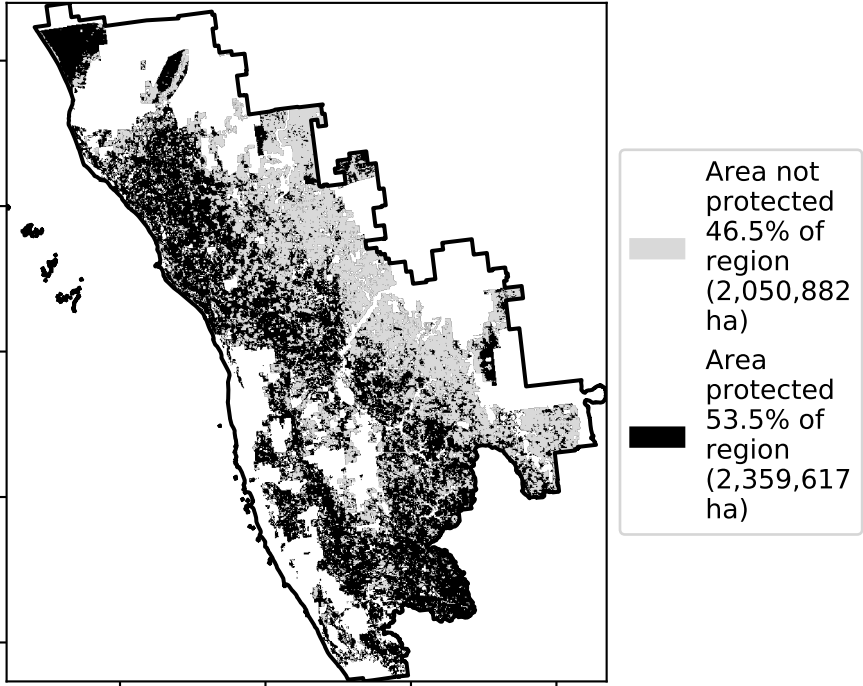 Area not
protected
46.5% of
region
(2,050,882
ha)
Area
protected
53.5% of
region
(2,359,617
ha)